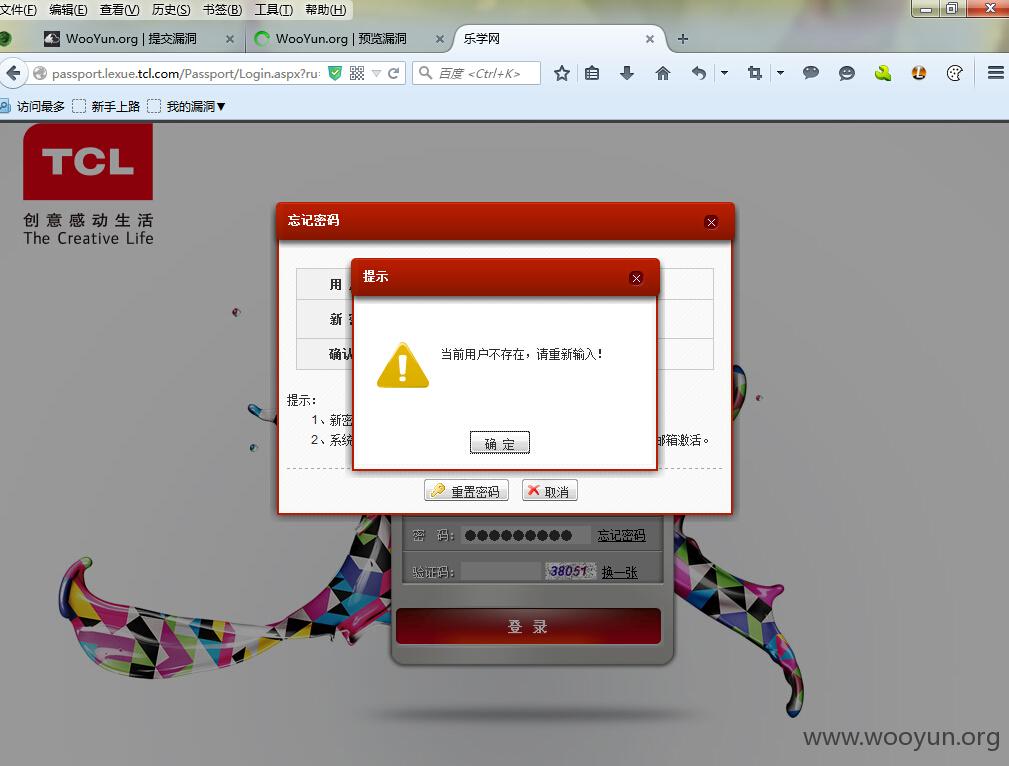 文件(F) 编辑(E) 查看(V) 历史(S) 书签(B) 工具(T) 帮助(H)
WooYun.org | 提交漏洞
WooYun.org | 预览漏洞
乐学网
passport.lexue.tcl.com/Passport/Login.aspx?ru
百度 <Ctrl+K>
访问最多 新手上路 我的漏洞
TCL
创意感动生活
The Creative Life
忘记密码
提示
用
新
确认
当前用户不存在，请重新输入！
提示：
1、新密
2、系统
邮箱激活。
确 定
重置密码 取消
密 码: 忘记密码
验证码: 38051 换一张
登 录
www.wooyun.org